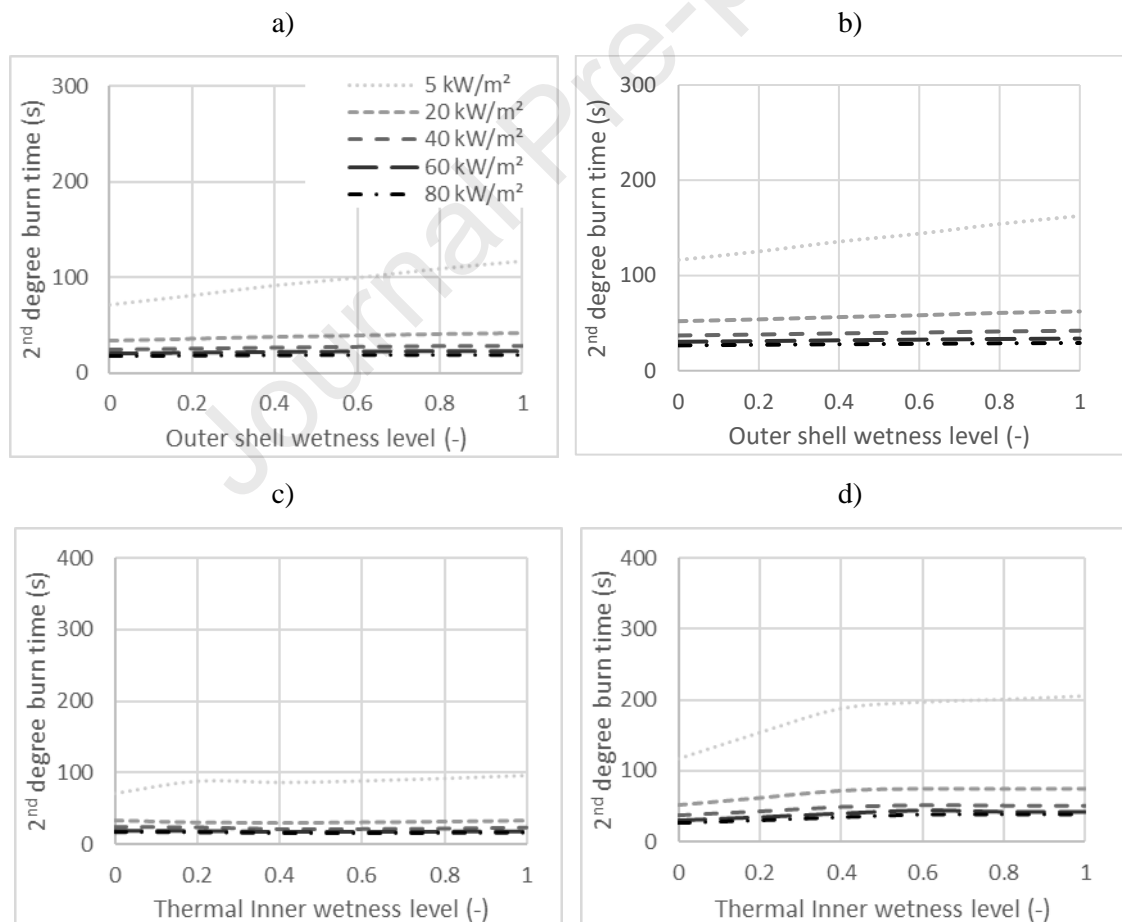 a)
b)
2nd degree burn time (s)
300
200
100
0
5 kW/m²
20 kW/m²
40 kW/m²
60 kW/m²
80 kW/m²
0 0.2 0.4 0.6 0.8 1
Outer shell wetness level (-)
2nd degree burn time (s)
300
200
100
0
0 0.2 0.4 0.6 0.8 1
Outer shell wetness level (-)
Journal Pre-p
c)
d)
2nd degree burn time (s)
400
300
200
100
0
0 0.2 0.4 0.6 0.8 1
Thermal Inner wetness level (-)
2nd degree burn time (s)
400
300
200
100
0
0 0.2 0.4 0.6 0.8 1
Thermal Inner wetness level (-)